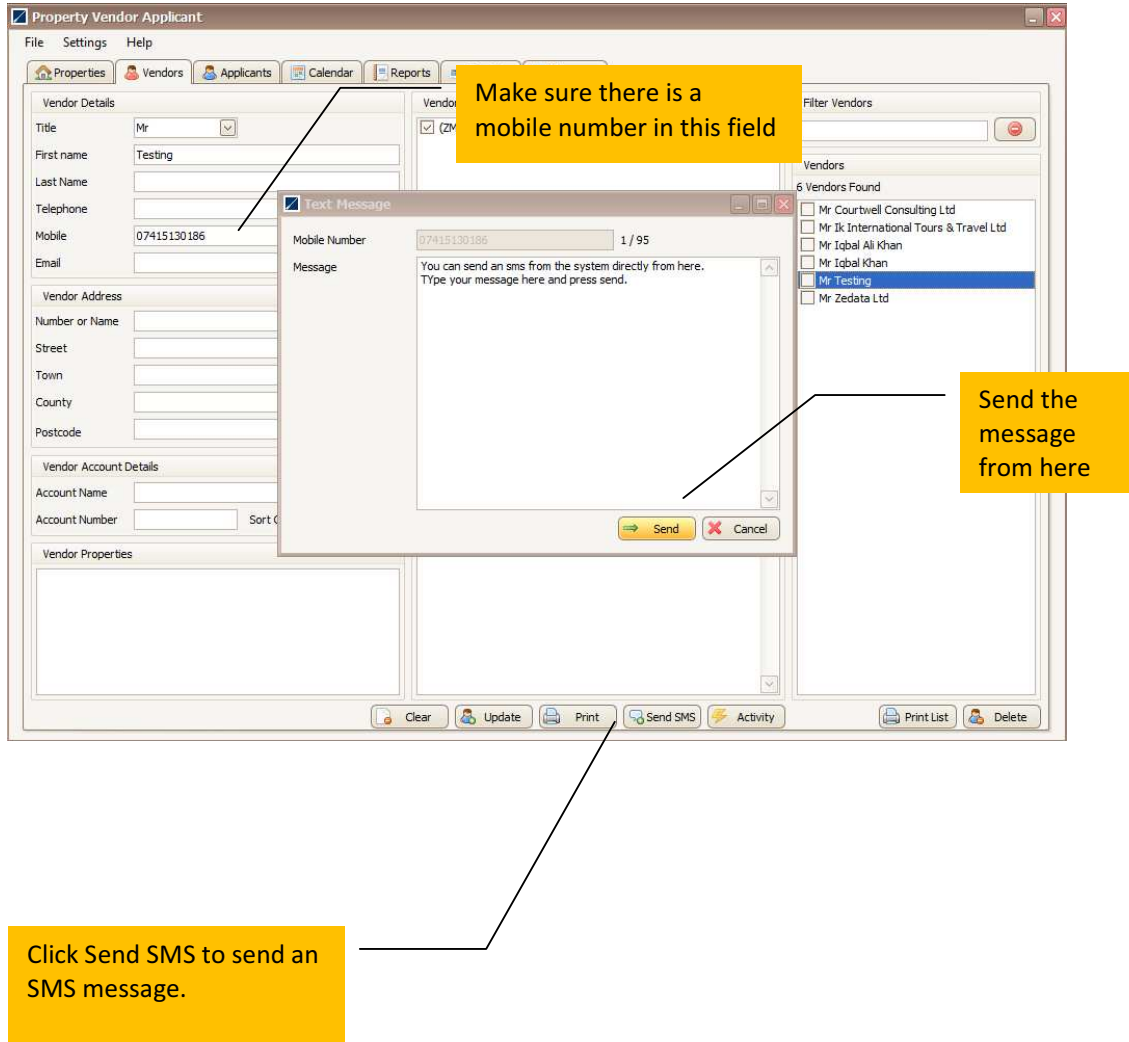 Property Vendor Applicant
File Settings Help
Properties Vendors Applicants Calendar Reports
Make sure there is a
mobile number in this field
Vendor Details
Title Mr
First name Testing
Last Name
Telephone
Mobile 07415130186
Email
Vendor Address
Number or Name
Street
Town
County
Postcode
Vendor Account Details
Account Name
Account Number Sort
Vendor Properties
Text Message
Mobile Number 07415130186 1 / 95
Message You can send an sms from the system directly from here.
TYpe your message here and press send.
Send Cancel
Filter Vendors
Vendors
6 Vendors Found
Mr Courtwell Consulting Ltd
Mr Ik International Tours & Travel Ltd
Mr Iqbal Ali Khan
Mr Iqbal Khan
Mr Testing
Mr Zedata Ltd
Send the
message
from here
Clear Update Print Send SMS Activity Print List Delete
Click Send SMS to send an
SMS message.